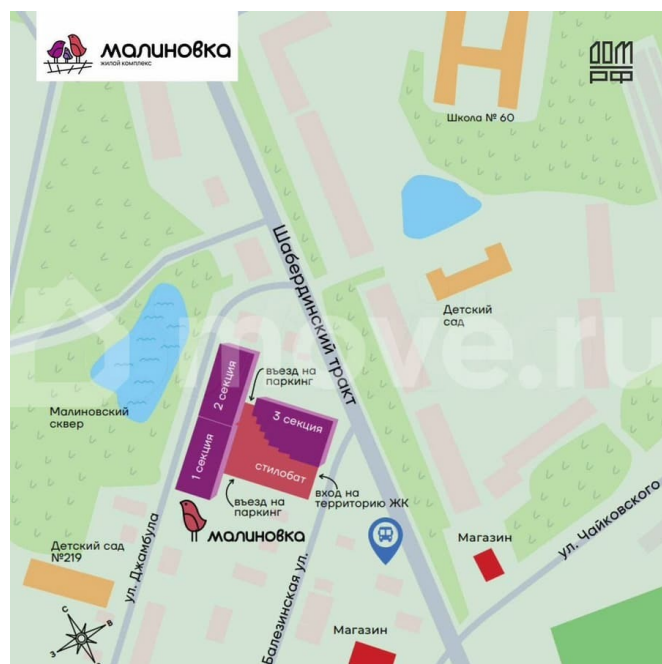 малиновка
жилой комплекс
ДОМ
РФ
Школа № 60
Шабердинский тракт
Детский
сад
move.ru
въезд на
паркинг
2 секция
3 секция
Малиновский
сквер
1 секция
стилобат
вход на
территорию ЖК
въезд на
паркинг
малиновка
ул. Чайковского
Магазин
Детский сад
№219
ул. Джамбула
Балезинская ул.
С
В
З
Магазин